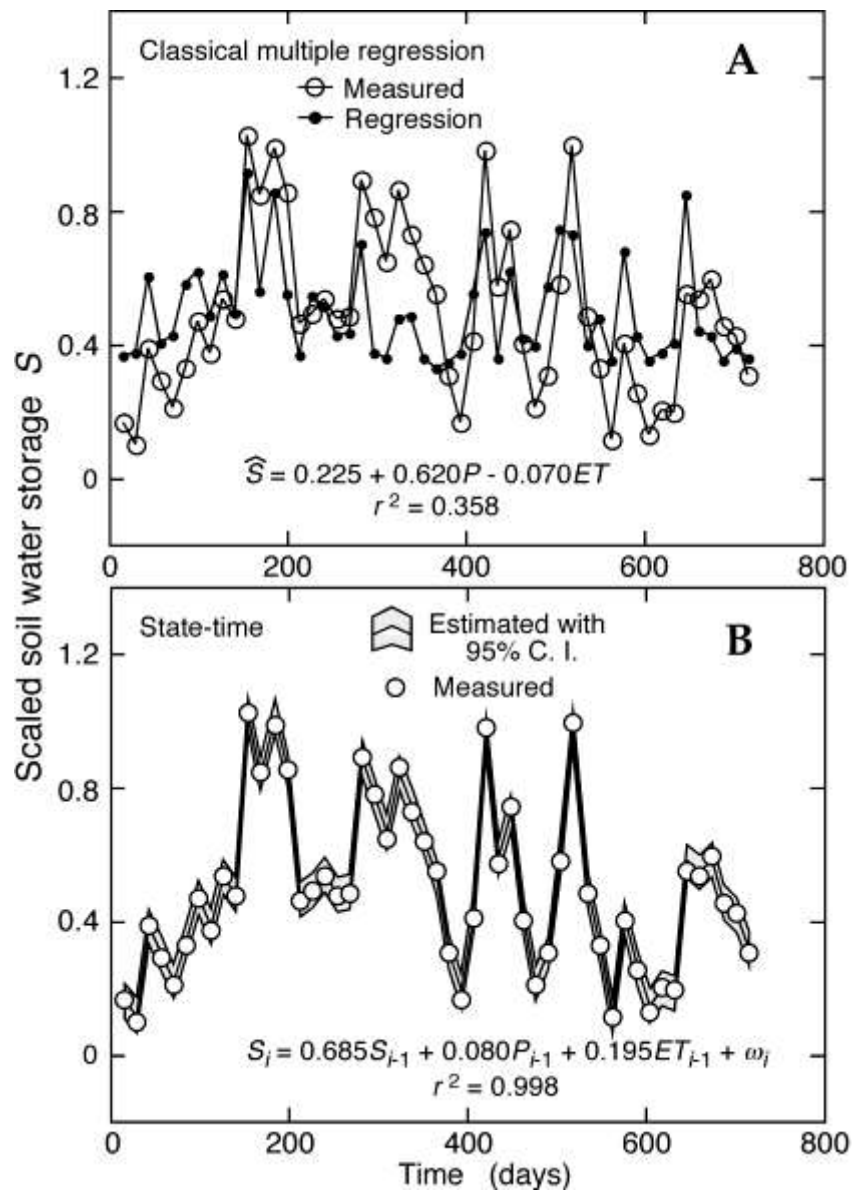 Classical multiple regression
A
Measured
Regression
1.2
0.8
0.4
0
Ŝ = 0.225 + 0.620P - 0.070ET
r² = 0.358
0 200 400 600 800
Scaled soil water storage S
State-time
Estimated with
95% C. I.
B
Measured
1.2
0.8
0.4
0
Sᵢ = 0.685Sᵢ₋₁ + 0.080Pᵢ₋₁ + 0.195ETᵢ₋₁ + ωᵢ
r² = 0.998
0 200 400 600 800
Time (days)